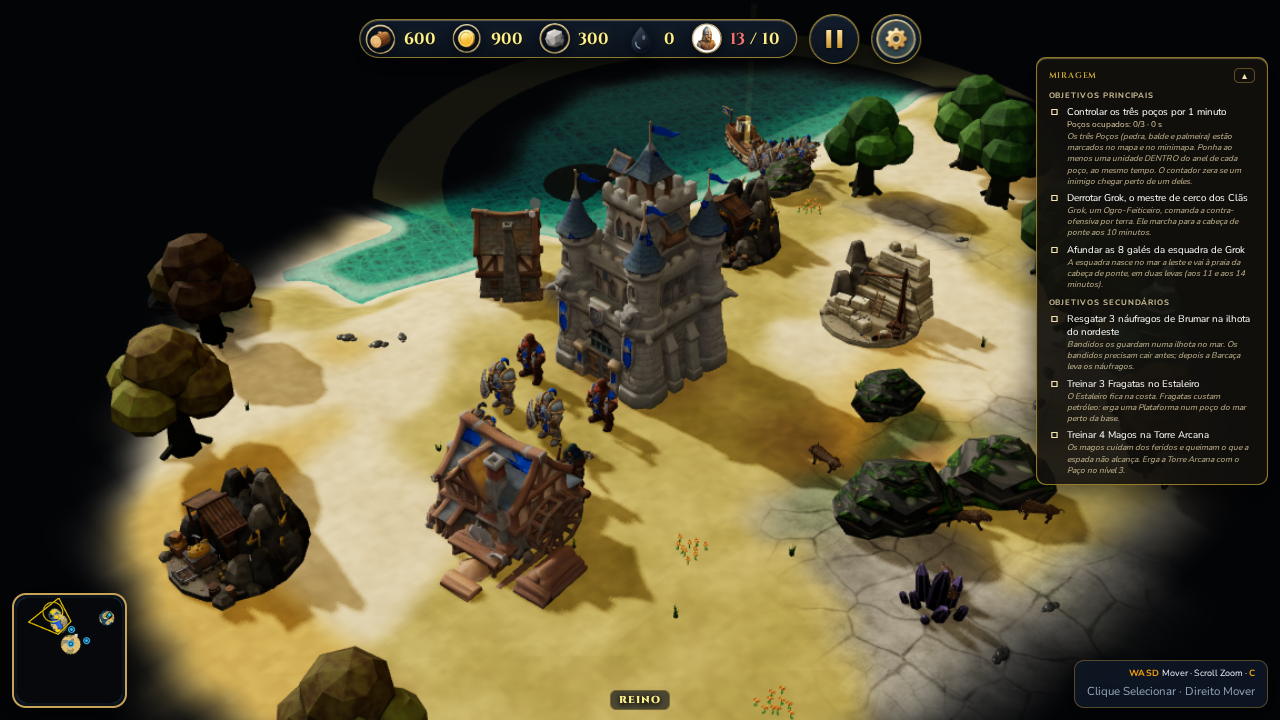 600 900 300 0 13 / 10
MIRAGEM
▲
OBJETIVOS PRINCIPAIS
Controlar os três poços por 1 minuto
Poços ocupados: 0/3 · 0 s
Os três Poços (pedra, balde e palmeira) estão
marcados no mapa e no minimapa. Ponha ao
menos uma unidade DENTRO do anel de cada
poço, ao mesmo tempo. O contador zera se um
inimigo chegar perto de um deles.
Derrotar Grok, o mestre de cerco dos Clãs
Grok, um Ogro-Feiticeiro, comanda a contra-
ofensiva por terra. Ele marcha para a cabeça de
ponte aos 10 minutos.
Afundar as 8 galés da esquadra de Grok
A esquadra nasce no mar a leste e vai à praia da
cabeça de ponte, em duas levas (aos 11 e aos 14
minutos).
OBJETIVOS SECUNDÁRIOS
Resgatar 3 náufragos de Brumar na ilhota
do nordeste
Bandidos os guardam numa ilhota no mar. Os
bandidos precisam cair antes; depois a Barcaça
leva os náufragos.
Treinar 3 Fragatas no Estaleiro
O Estaleiro fica na costa. Fragatas custam
petróleo: erga uma Plataforma num poço do mar
perto da base.
Treinar 4 Magos na Torre Arcana
Os magos cuidam dos feridos e queimam o que a
espada não alcança. Erga a Torre Arcana com o
Paço no nível 3.
WASD Mover · Scroll Zoom · C
Clique Selecionar · Direito Mover
REINO